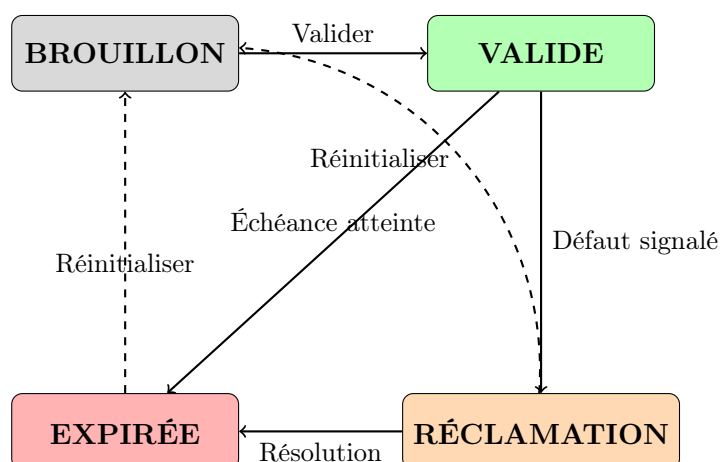 Valider
BROUILLON
VALIDE
Réinitialiser
Échéance atteinte
Défaut signalé
Réinitialiser
EXPIRÉE
RÉCLAMATION
Résolution